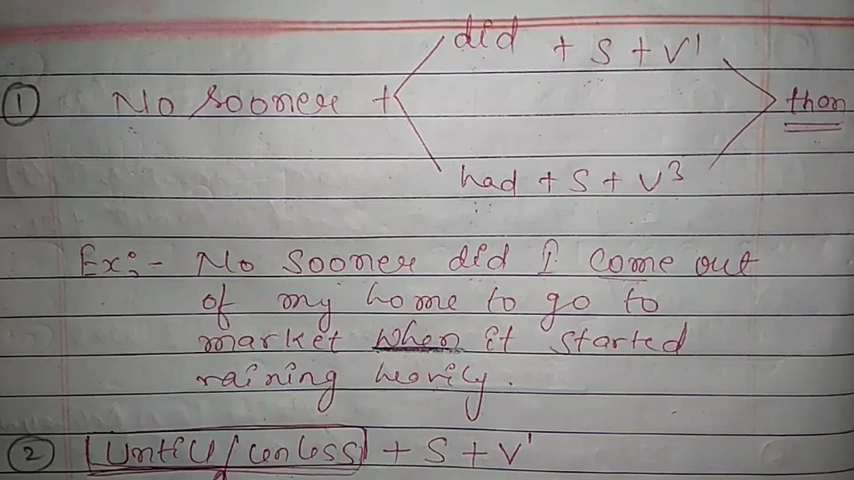 did + S + V1
① No sooner + than
had + S + V3
Ex:- No sooner did I come out
of my home to go to
market when it started
raining heavily.
② Until/unless + S + V1